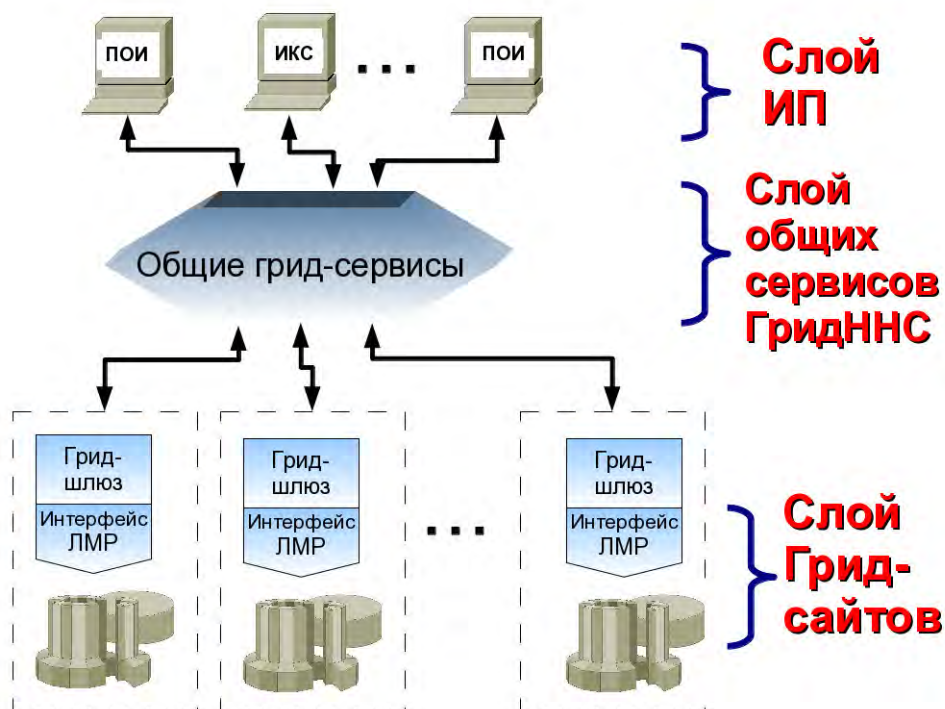 ПОИ
ИКС
...
ПОИ
Слой
ИП
Общие грид-сервисы
Слой
общих
сервисов
ГридННС
Грид-
шлюз
Интерфейс
ЛМР
Грид-
шлюз
Интерфейс
ЛМР
...
Грид-
шлюз
Интерфейс
ЛМР
Слой
Грид-
сайтов